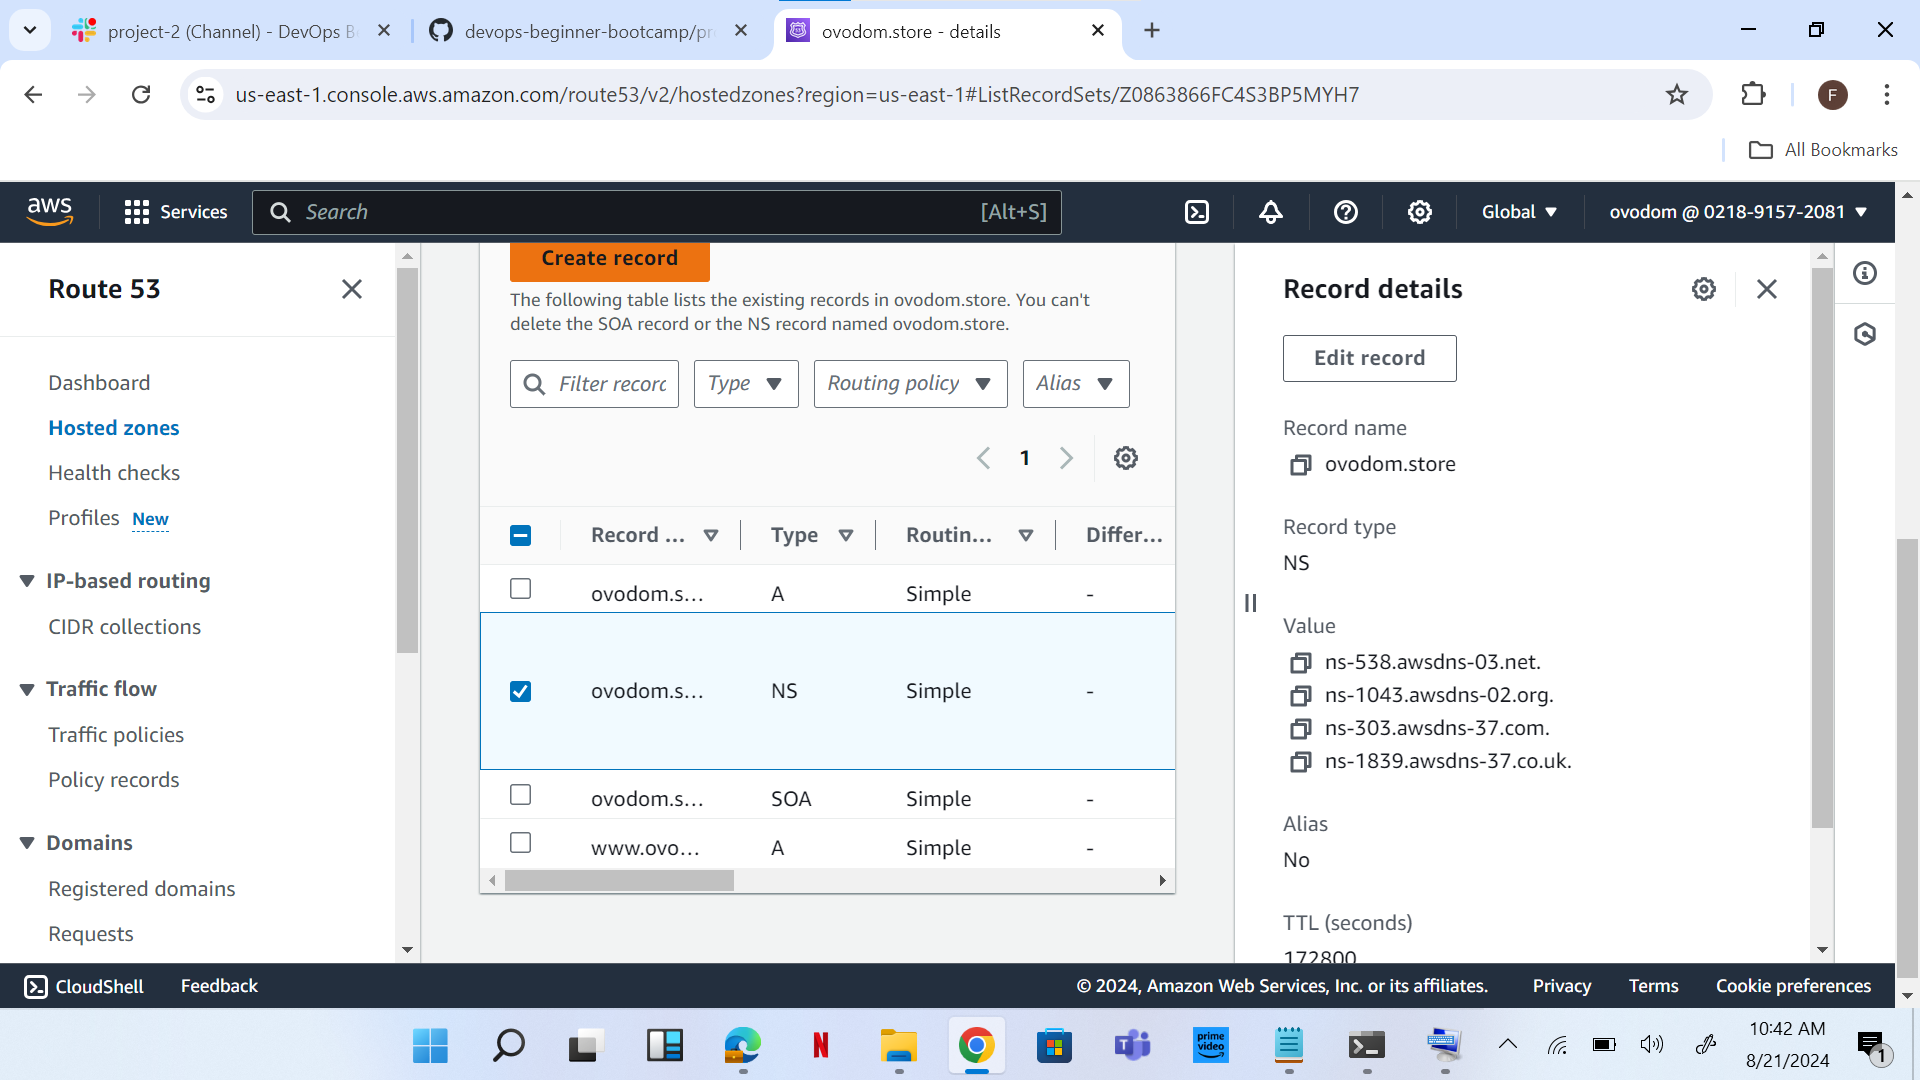 project-2 (Channel) - DevOps B
devops-beginner-bootcamp/pr
ovodom.store - details
us-east-1.console.aws.amazon.com/route53/v2/hostedzones?region=us-east-1#ListRecordSets/Z0863866FC4S3BP5MYH7
F
All Bookmarks
aws
Services
Search
[Alt+S]
Global
ovodom @ 0218-9157-2081
Route 53
Dashboard
Hosted zones
Health checks
Profiles New
IP-based routing
CIDR collections
Traffic flow
Traffic policies
Policy records
Domains
Registered domains
Requests
Create record
The following table lists the existing records in ovodom.store. You can't
delete the SOA record or the NS record named ovodom.store.
Filter record
Type
Routing policy
Alias
1
Record ... Type Routin... Differ...
ovodom.s... A Simple -
ovodom.s... NS Simple -
ovodom.s... SOA Simple -
www.ovo... A Simple -
Record details
Edit record
Record name
ovodom.store
Record type
NS
Value
ns-538.awsdns-03.net.
ns-1043.awsdns-02.org.
ns-303.awsdns-37.com.
ns-1839.awsdns-37.co.uk.
Alias
No
TTL (seconds)
172800
CloudShell
Feedback
© 2024, Amazon Web Services, Inc. or its affiliates.
Privacy
Terms
Cookie preferences
N
prime
video
10:42 AM
8/21/2024
1